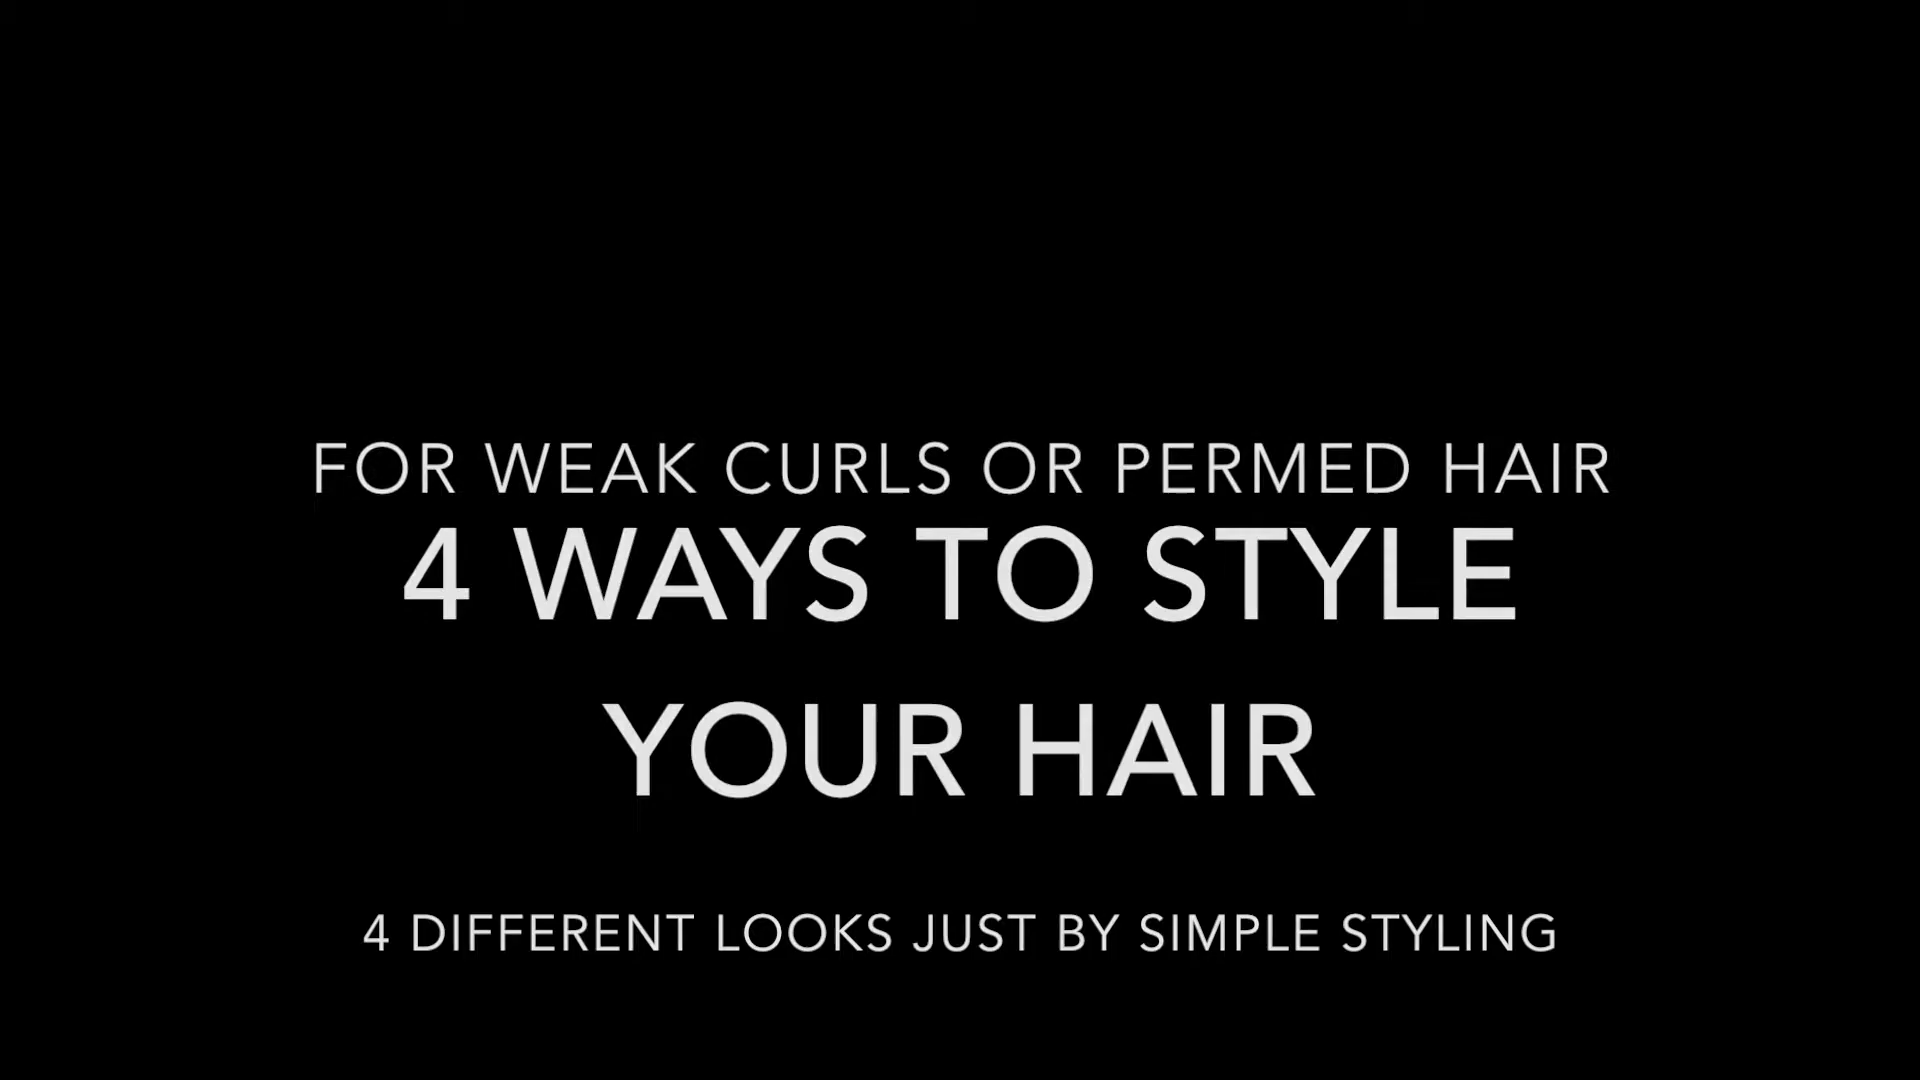 FOR WEAK CURLS OR PERMED HAIR
4 WAYS TO STYLE
YOUR HAIR
4 DIFFERENT LOOKS JUST BY SIMPLE STYLING